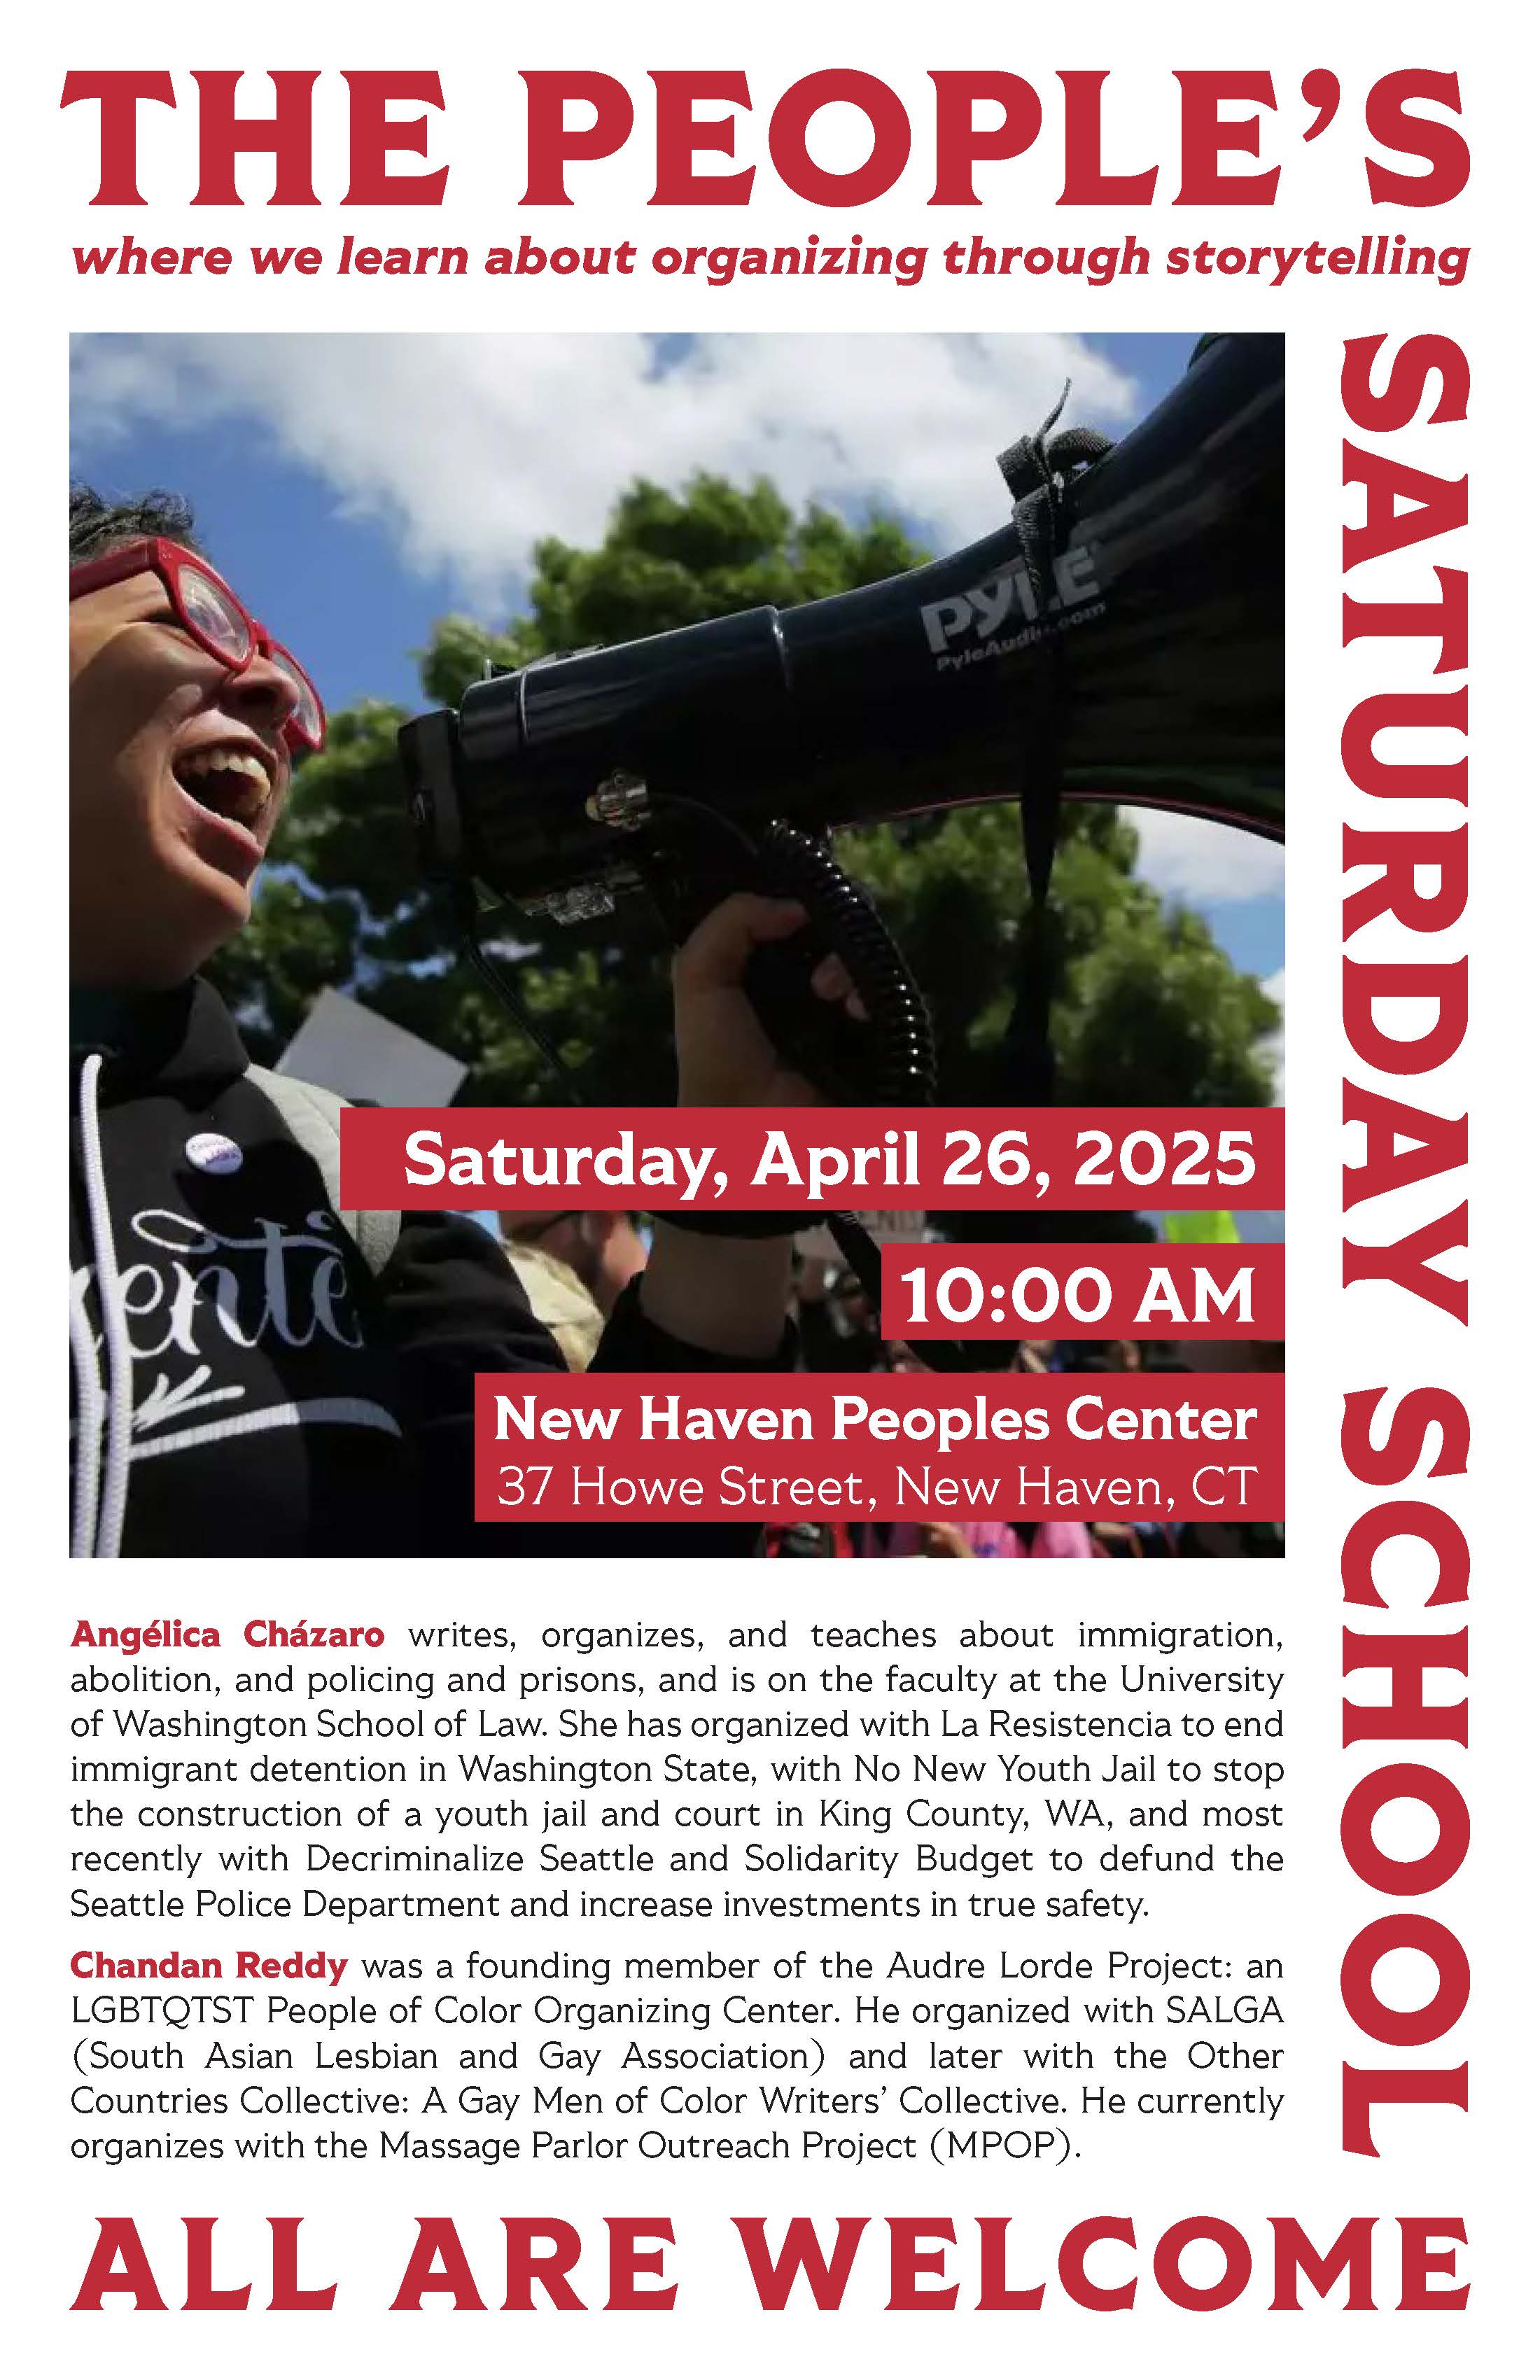 THE PEOPLE’S
where we learn about organizing through storytelling
SATURDAY SCHOOL
PYLE
PyleAudio.com
ente
Saturday, April 26, 2025
10:00 AM
New Haven Peoples Center
37 Howe Street, New Haven, CT
Angélica Cházaro writes, organizes, and teaches about immigration,
abolition, and policing and prisons, and is on the faculty at the University
of Washington School of Law. She has organized with La Resistencia to end
immigrant detention in Washington State, with No New Youth Jail to stop
the construction of a youth jail and court in King County, WA, and most
recently with Decriminalize Seattle and Solidarity Budget to defund the
Seattle Police Department and increase investments in true safety.
Chandan Reddy was a founding member of the Audre Lorde Project: an
LGBTQTST People of Color Organizing Center. He organized with SALGA
(South Asian Lesbian and Gay Association) and later with the Other
Countries Collective: A Gay Men of Color Writers’ Collective. He currently
organizes with the Massage Parlor Outreach Project (MPOP).
ALL ARE WELCOME